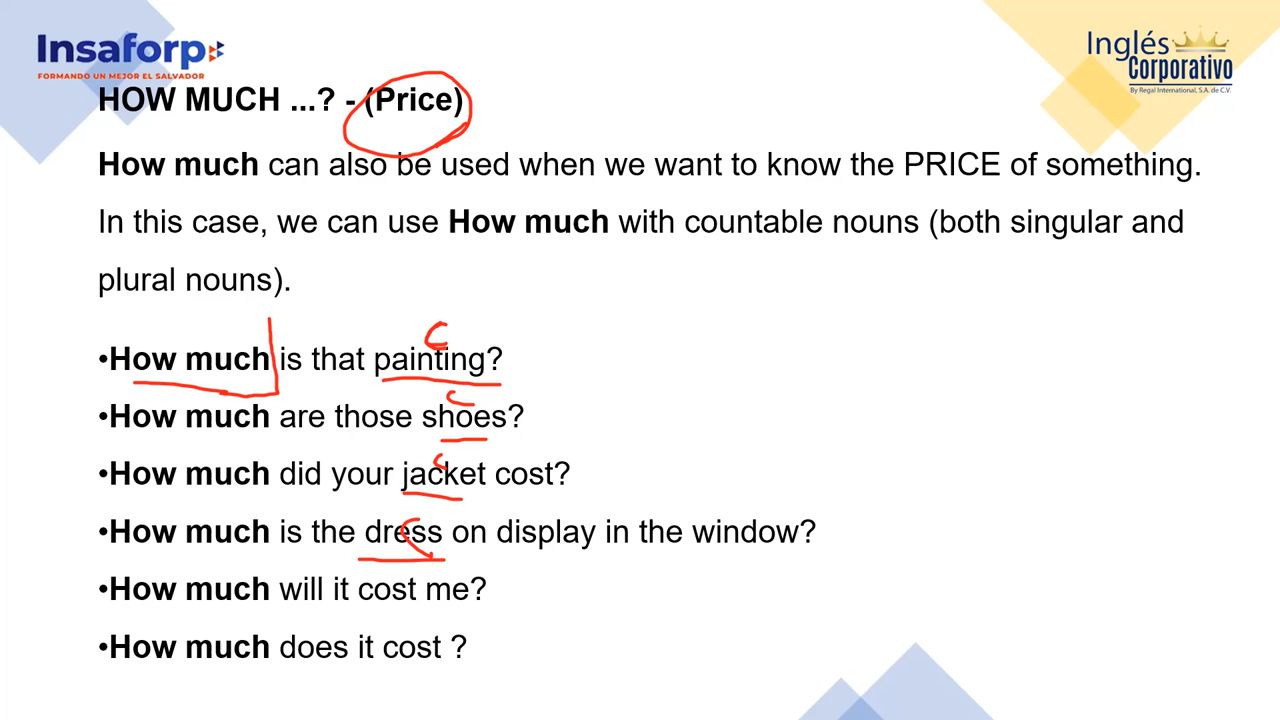 Insaforp
FORMANDO UN MEJOR EL SALVADOR
Inglés
Corporativo
By Regal International, S.A. de C.V.
HOW MUCH ...? - (Price)
How much can also be used when we want to know the PRICE of something.
In this case, we can use How much with countable nouns (both singular and
plural nouns).
C
•How much is that painting?
C
•How much are those shoes?
C
•How much did your jacket cost?
C
•How much is the dress on display in the window?
•How much will it cost me?
•How much does it cost ?